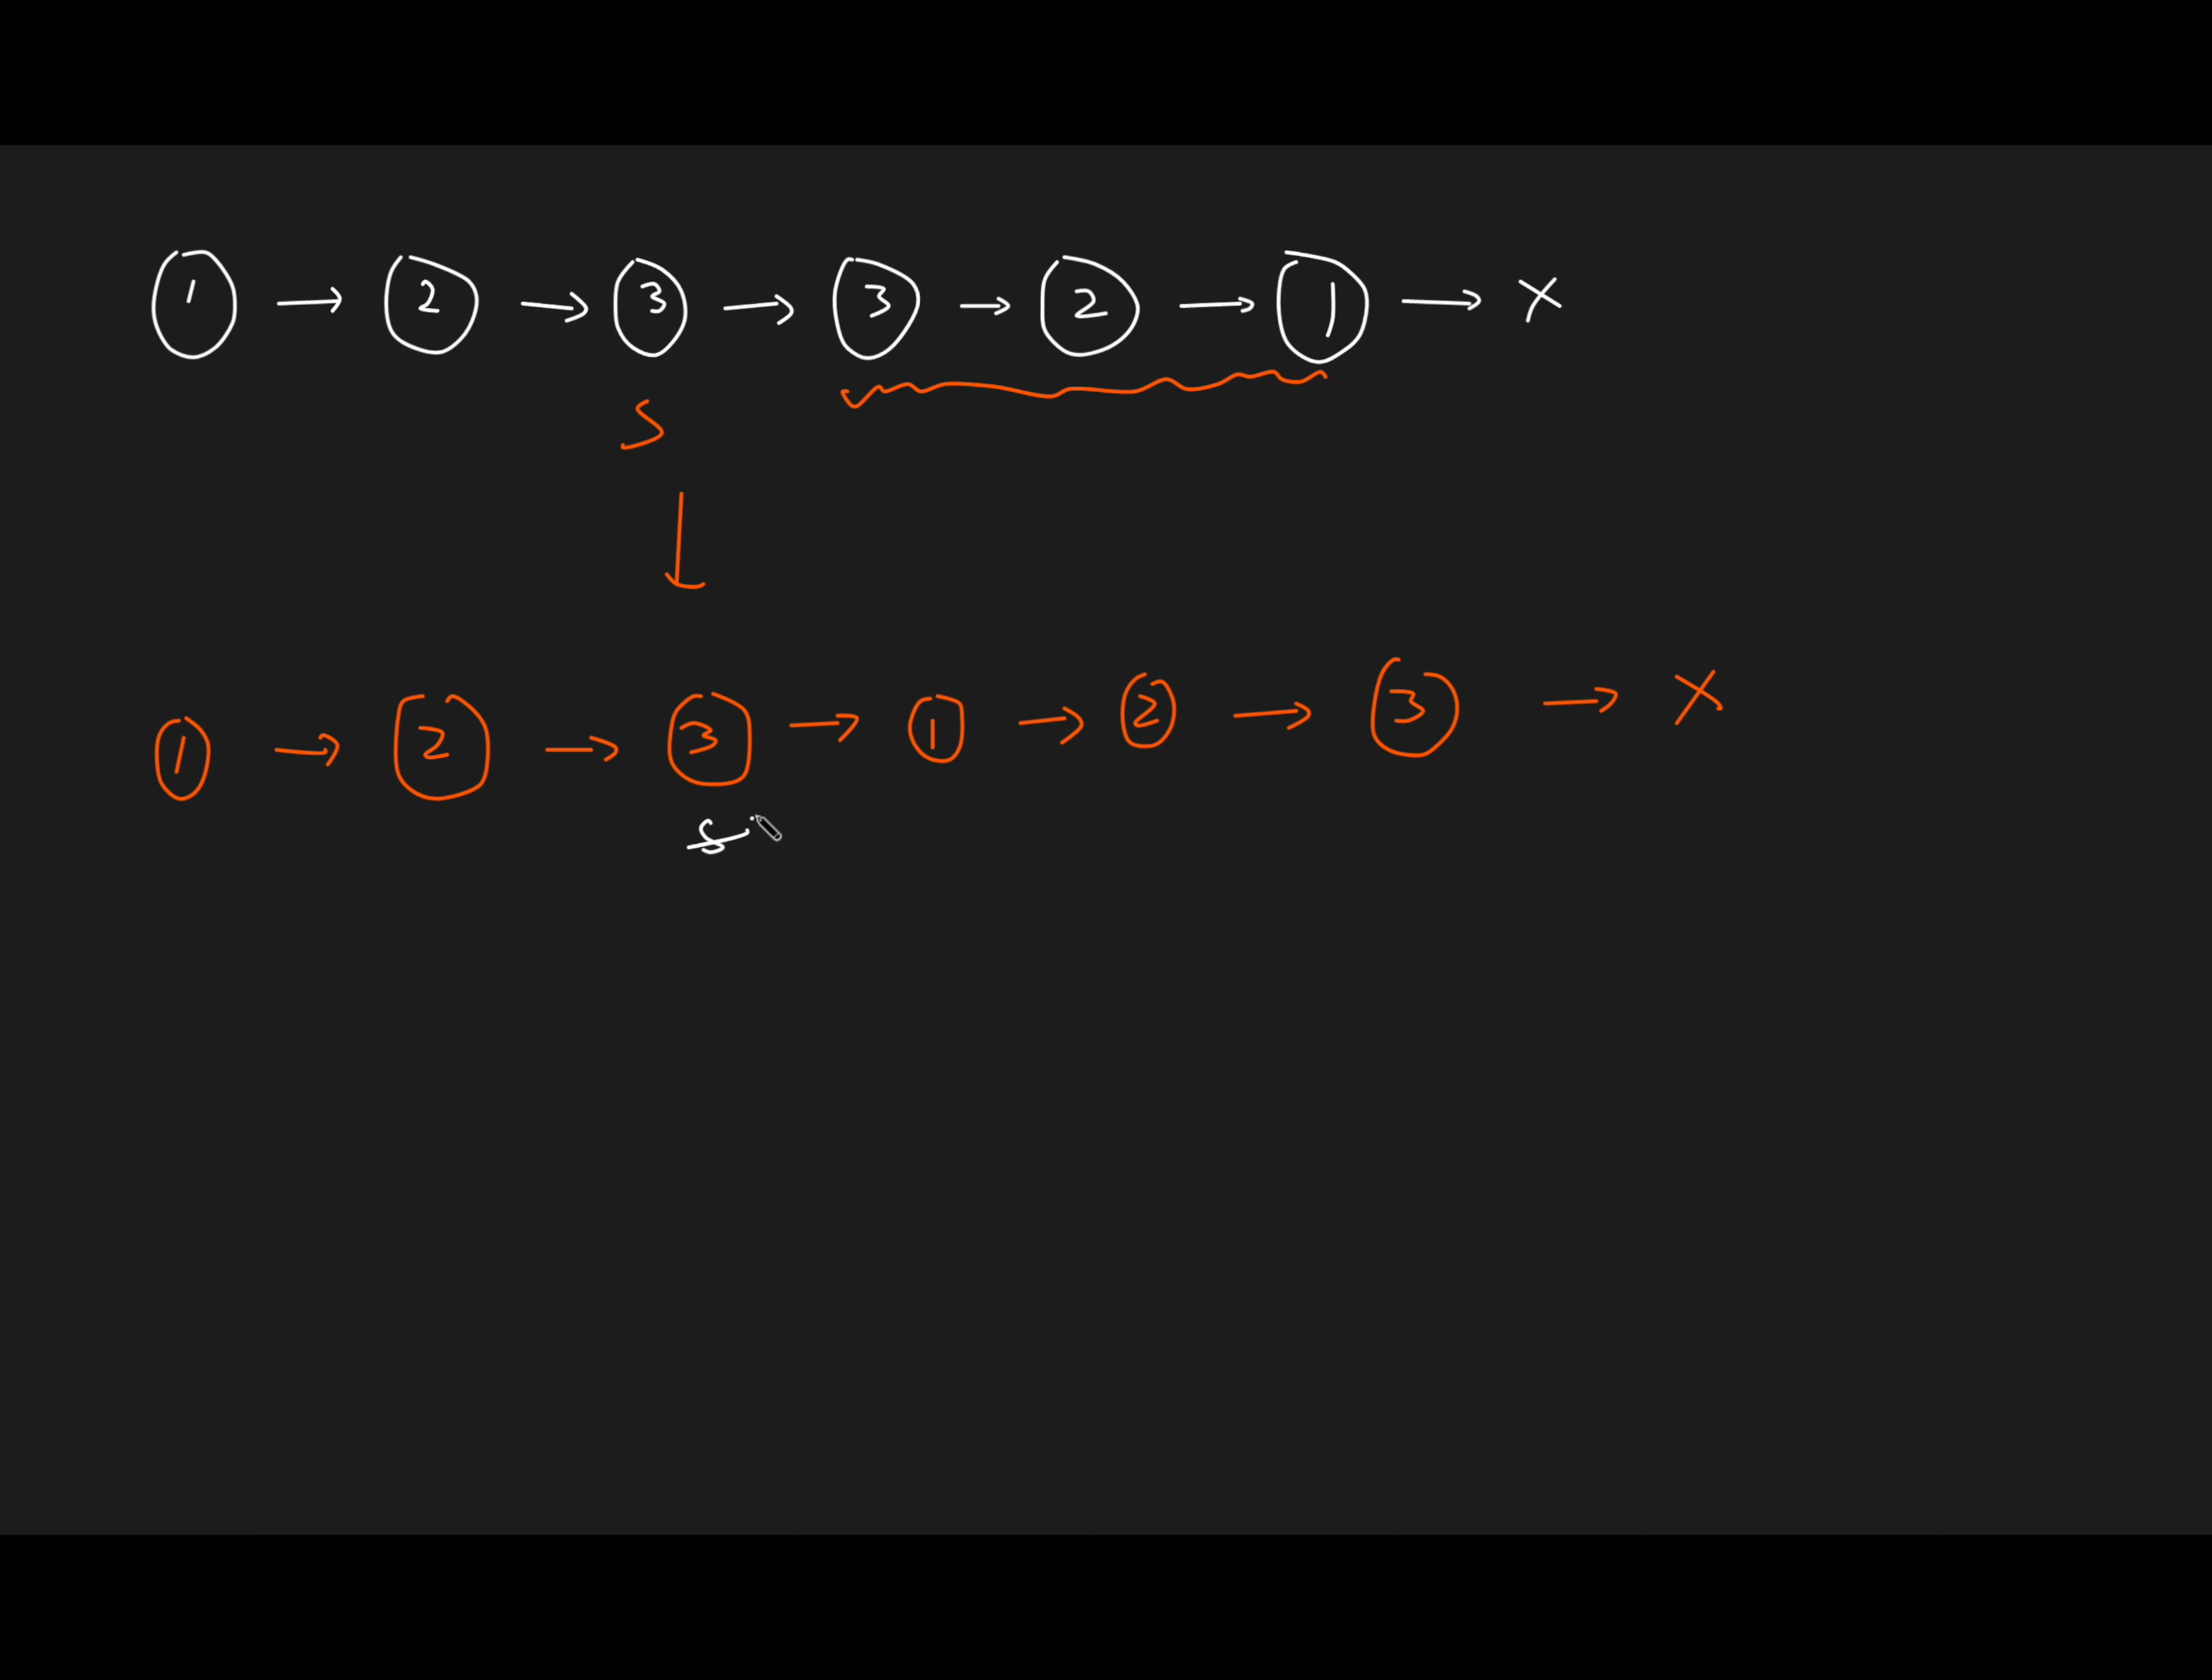 1 → 2 → 3 → 3 → 2 → 1 → X
S
1 → 2 → 3 → 1 → 2 → 3 → X